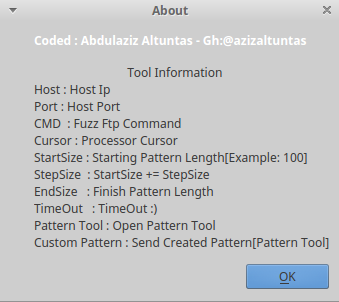 About
Coded : Abdulaziz Altuntas - Gh:@azizaltuntas
Tool Information
Host : Host Ip
Port : Host Port
CMD : Fuzz Ftp Command
Cursor : Processor Cursor
StartSize : Starting Pattern Length[Example: 100]
StepSize : StartSize += StepSize
EndSize : Finish Pattern Length
TimeOut : TimeOut :)
Pattern Tool : Open Pattern Tool
Custom Pattern : Send Created Pattern[Pattern Tool]
OK